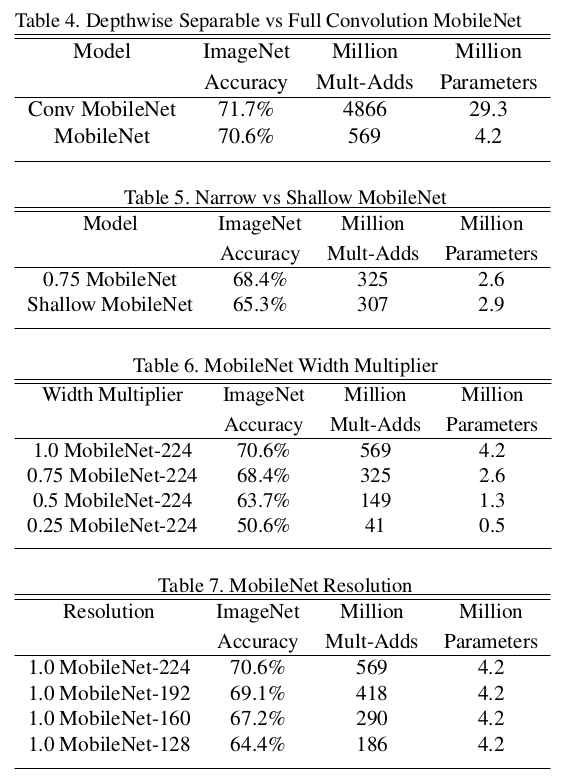 Table 4. Depthwise Separable vs Full Convolution MobileNet
Model ImageNet Million Million
Accuracy Mult-Adds Parameters
Conv MobileNet 71.7% 4866 29.3
MobileNet 70.6% 569 4.2
Table 5. Narrow vs Shallow MobileNet
Model ImageNet Million Million
Accuracy Mult-Adds Parameters
0.75 MobileNet 68.4% 325 2.6
Shallow MobileNet 65.3% 307 2.9
Table 6. MobileNet Width Multiplier
Width Multiplier ImageNet Million Million
Accuracy Mult-Adds Parameters
1.0 MobileNet-224 70.6% 569 4.2
0.75 MobileNet-224 68.4% 325 2.6
0.5 MobileNet-224 63.7% 149 1.3
0.25 MobileNet-224 50.6% 41 0.5
Table 7. MobileNet Resolution
Resolution ImageNet Million Million
Accuracy Mult-Adds Parameters
1.0 MobileNet-224 70.6% 569 4.2
1.0 MobileNet-192 69.1% 418 4.2
1.0 MobileNet-160 67.2% 290 4.2
1.0 MobileNet-128 64.4% 186 4.2